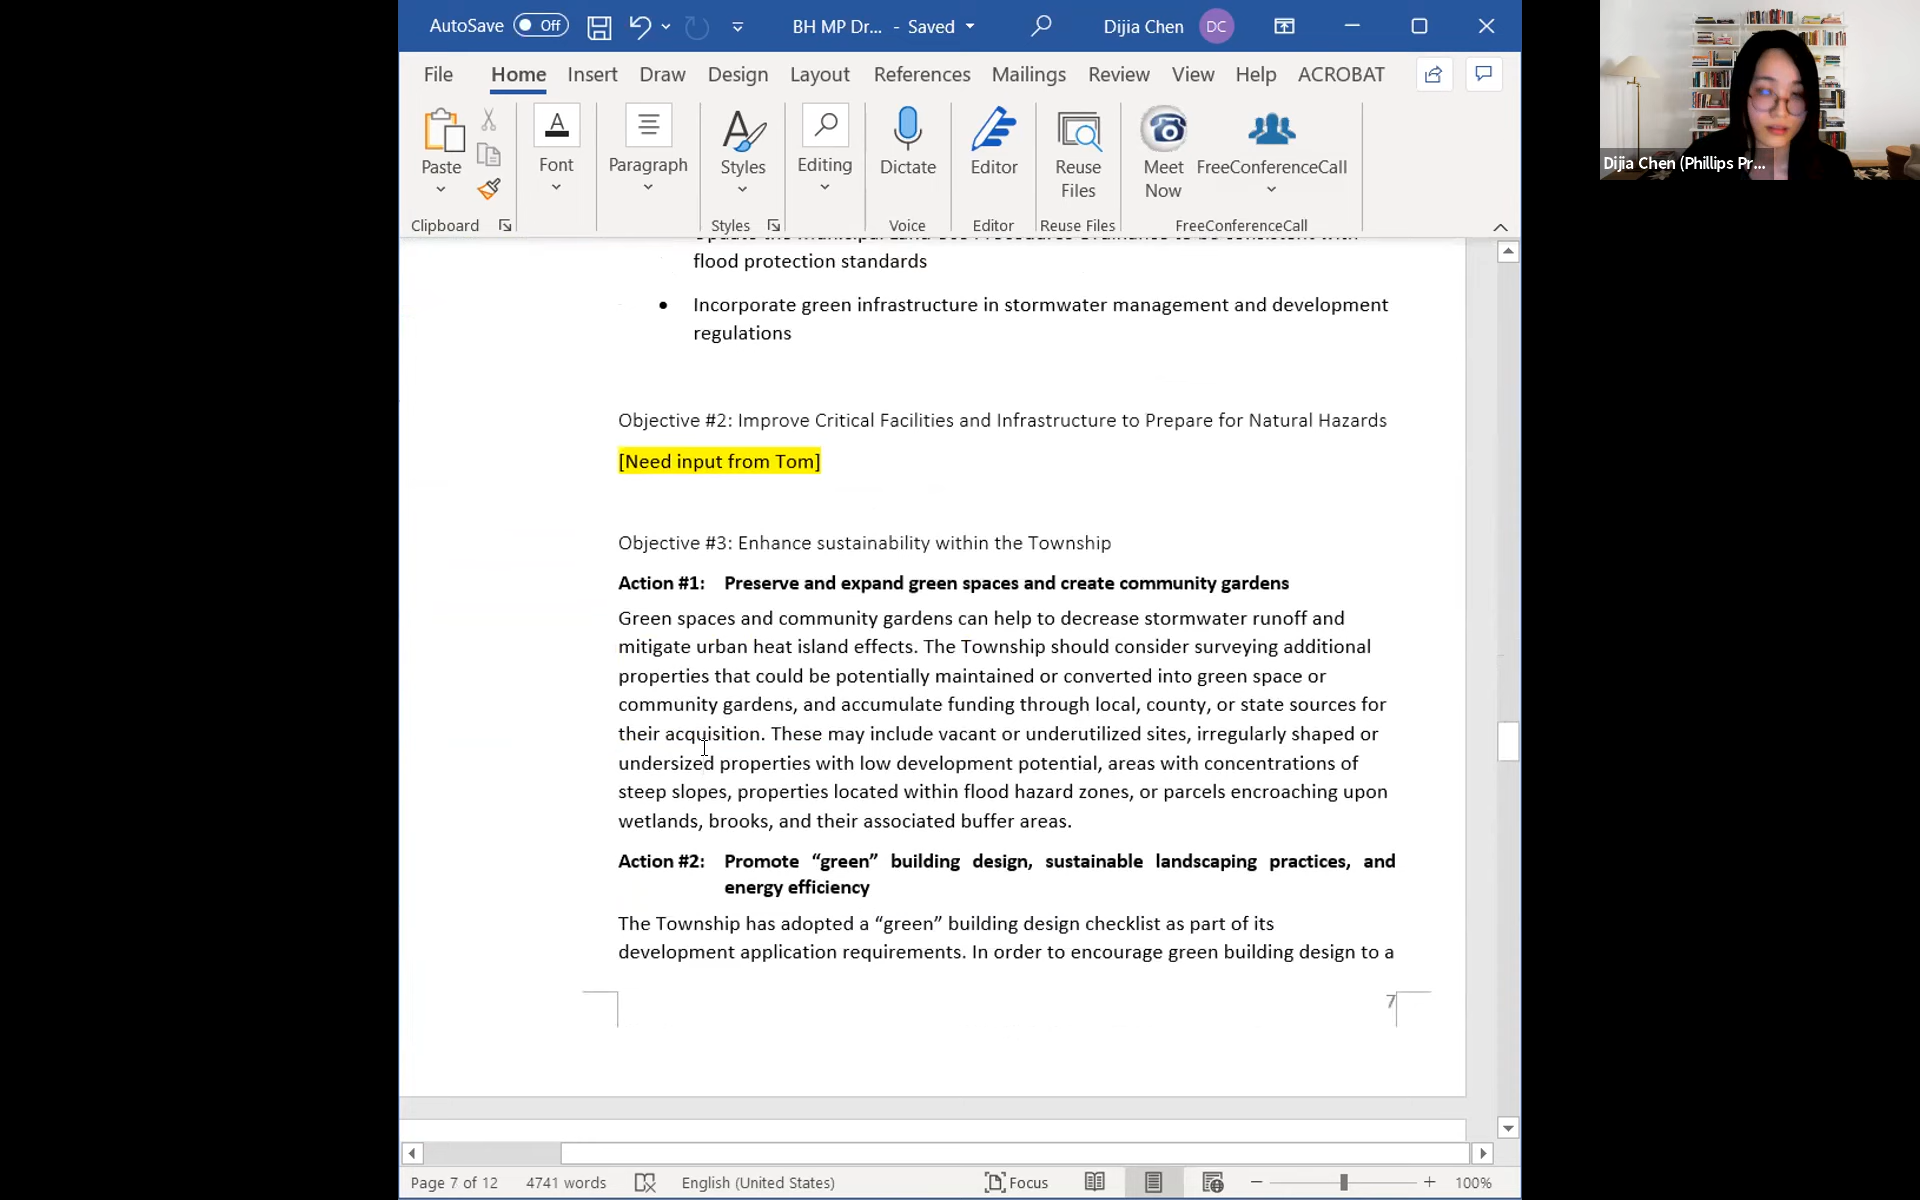 AutoSave Off BH MP Dr... - Saved Dijia Chen DC
File Home Insert Draw Design Layout References Mailings Review View Help ACROBAT
Paste Font Paragraph Styles Editing Dictate Editor Reuse Files Meet Now FreeConferenceCall
Clipboard Styles Voice Editor Reuse Files FreeConferenceCall
Update the Municipal Land Use Procedures Ordinance to be consistent with
flood protection standards
• Incorporate green infrastructure in stormwater management and development
regulations
Objective #2: Improve Critical Facilities and Infrastructure to Prepare for Natural Hazards
[Need input from Tom]
Objective #3: Enhance sustainability within the Township
Action #1: Preserve and expand green spaces and create community gardens
Green spaces and community gardens can help to decrease stormwater runoff and
mitigate urban heat island effects. The Township should consider surveying additional
properties that could be potentially maintained or converted into green space or
community gardens, and accumulate funding through local, county, or state sources for
their acquisition. These may include vacant or underutilized sites, irregularly shaped or
undersized properties with low development potential, areas with concentrations of
steep slopes, properties located within flood hazard zones, or parcels encroaching upon
wetlands, brooks, and their associated buffer areas.
Action #2: Promote “green” building design, sustainable landscaping practices, and
energy efficiency
The Township has adopted a “green” building design checklist as part of its
development application requirements. In order to encourage green building design to a
7
Page 7 of 12 4741 words English (United States) Focus 100%
Dijia Chen (Phillips Pr...